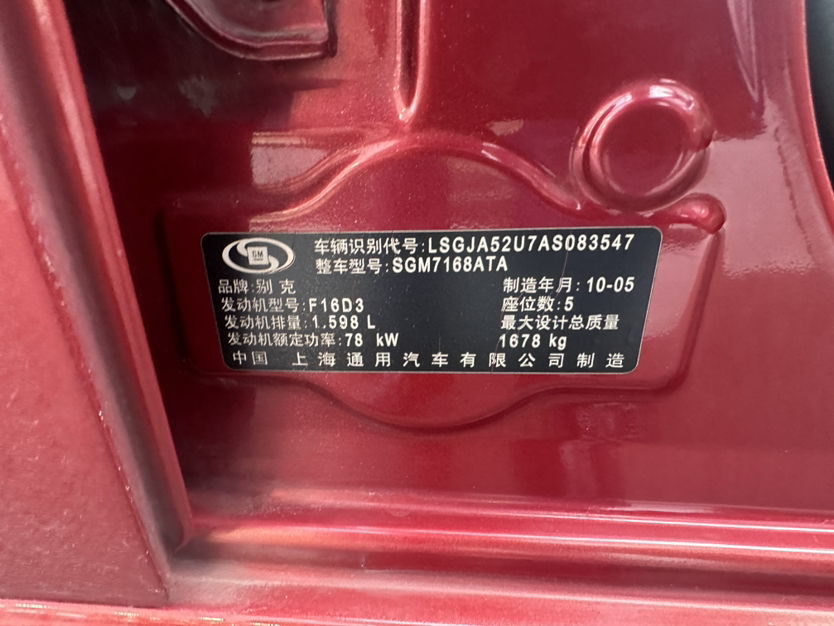 GM
车辆识别代号:LSGJA52U7AS083547
整车型号:SGM7168ATA
品牌:别克
制造年月:10-05
发动机型号:F16D3
座位数:5
发动机排量:1.598 L
最大设计总质量
发动机额定功率:78 kW
1678 kg
中国 上海通用汽车有限公司制造